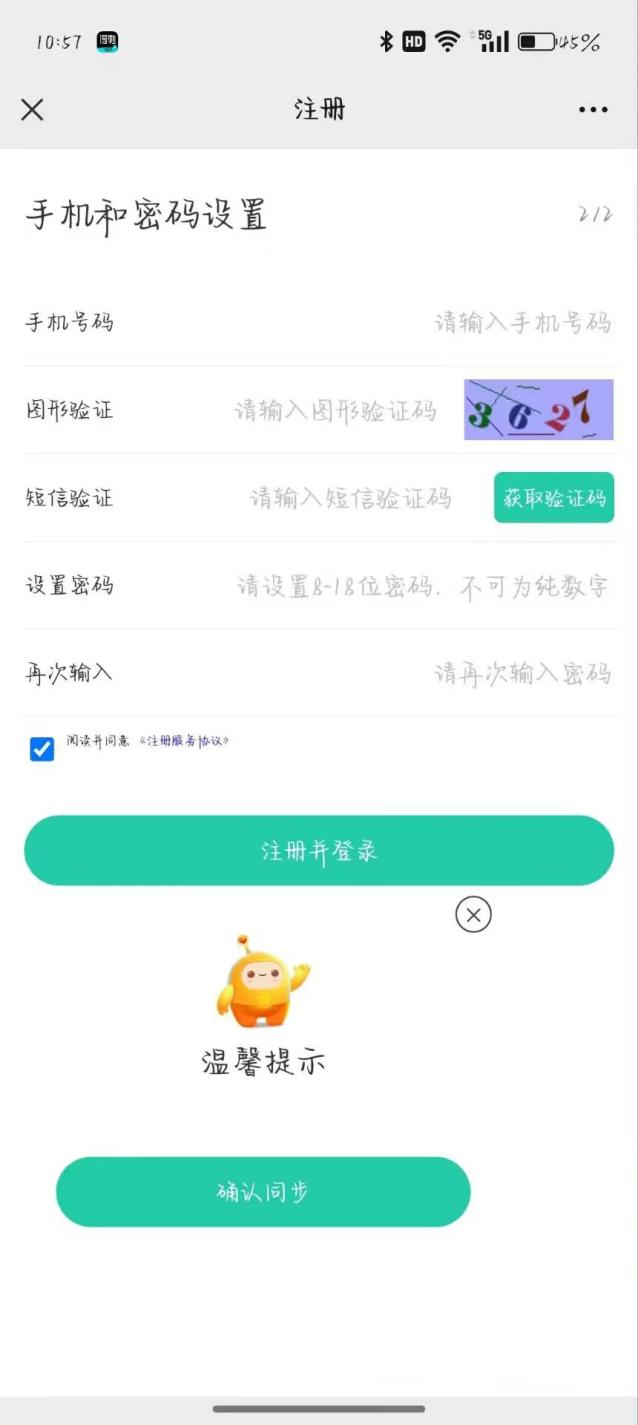 10:57 HD 5G 45%
注册
手机和密码设置 2/2
手机号码 请输入手机号码
图形验证 请输入图形验证码 3627
短信验证 请输入短信验证码 获取验证码
设置密码 请设置8-18位密码，不可为纯数字
再次输入 请再次输入密码
阅读并同意 《注册服务协议》
注册并登录
温馨提示
确认同步